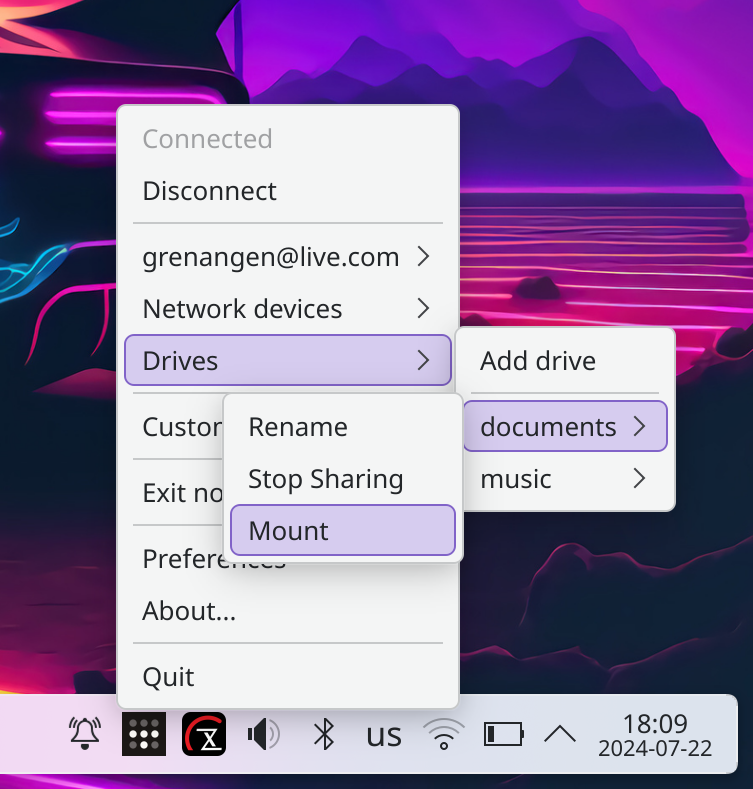 Connected
Disconnect
grenangen@live.com
Network devices
Drives
Add drive
documents
music
Rename
Stop Sharing
Mount
Custom
Exit no
Preferences
About...
Quit
us
18:09
2024-07-22